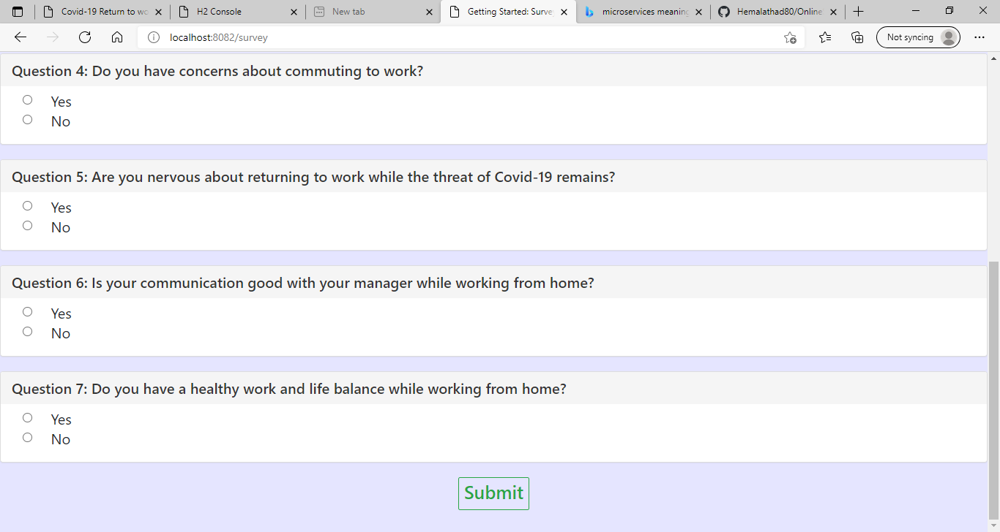 Covid-19 Return to wo
H2 Console
New tab
Getting Started: Surve
microservices meaning
Hemalathad80/Online
localhost:8082/survey
Not syncing
Question 4: Do you have concerns about commuting to work?
Yes
No
Question 5: Are you nervous about returning to work while the threat of Covid-19 remains?
Yes
No
Question 6: Is your communication good with your manager while working from home?
Yes
No
Question 7: Do you have a healthy work and life balance while working from home?
Yes
No
Submit